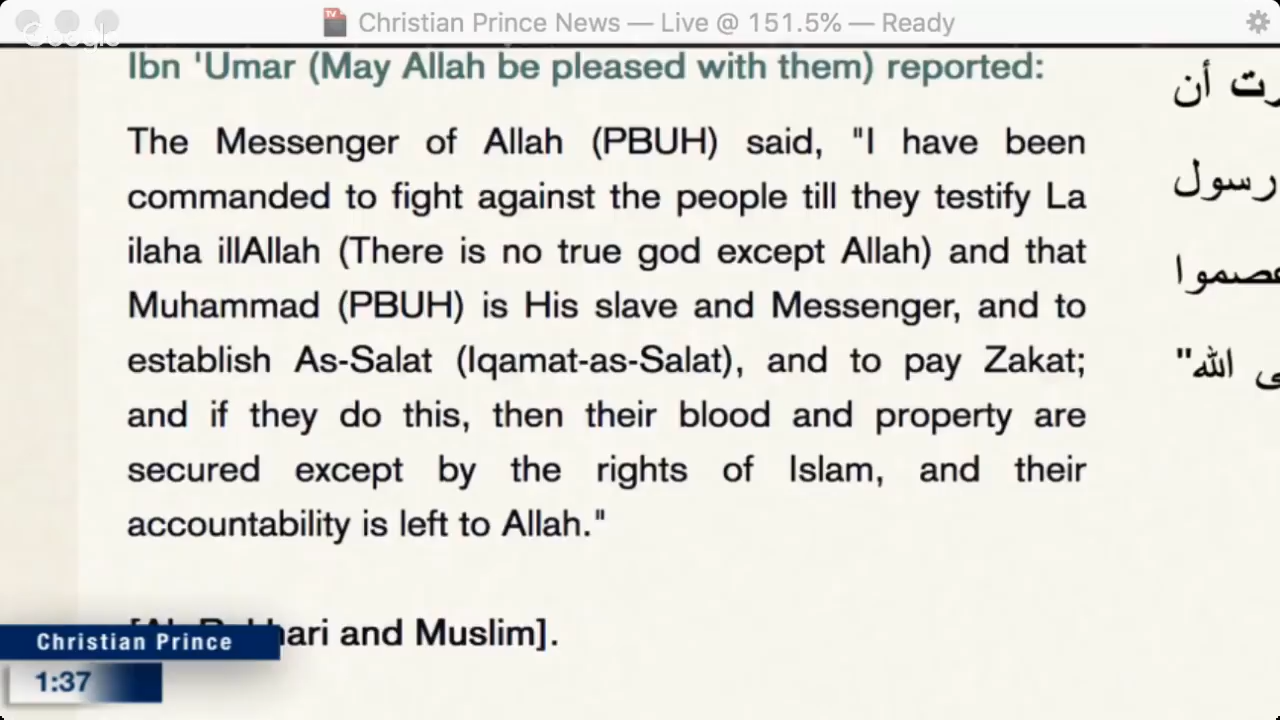 Christian Prince News — Live @ 151.5% — Ready
Google
Ibn 'Umar (May Allah be pleased with them) reported:
The Messenger of Allah (PBUH) said, "I have been
commanded to fight against the people till they testify La
ilaha illAllah (There is no true god except Allah) and that
Muhammad (PBUH) is His slave and Messenger, and to
establish As-Salat (Iqamat-as-Salat), and to pay Zakat;
and if they do this, then their blood and property are
secured except by the rights of Islam, and their
accountability is left to Allah."
and Muslim].
أن
رسول
الله"
Christian Prince
1:37